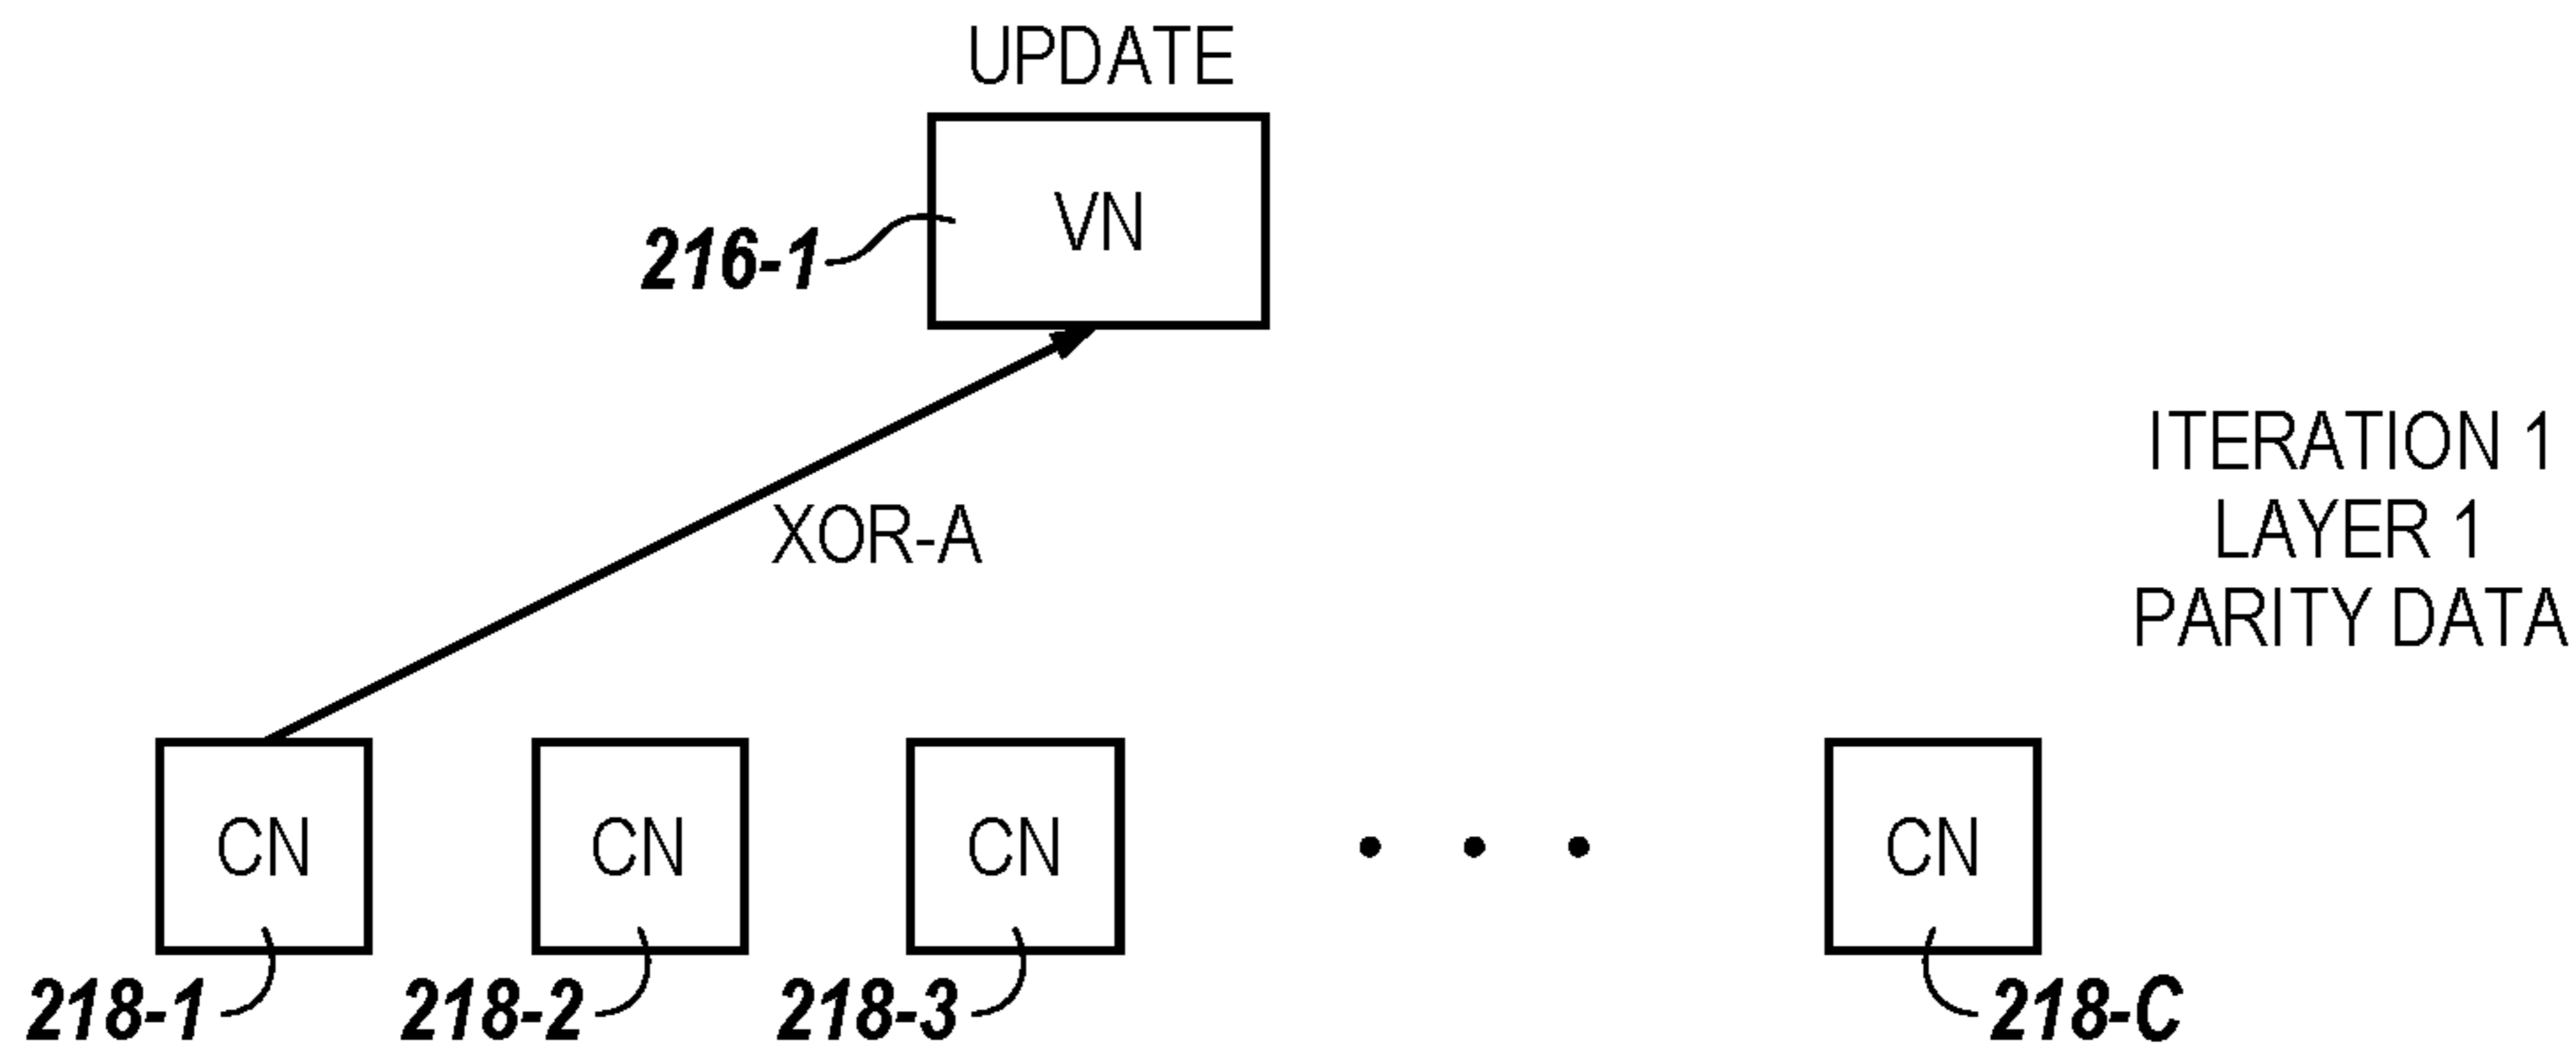 UPDATE
VN
216-1
XOR-A
ITERATION 1
LAYER 1
PARITY DATA
CN CN CN CN
218-1 218-2 218-3 218-C